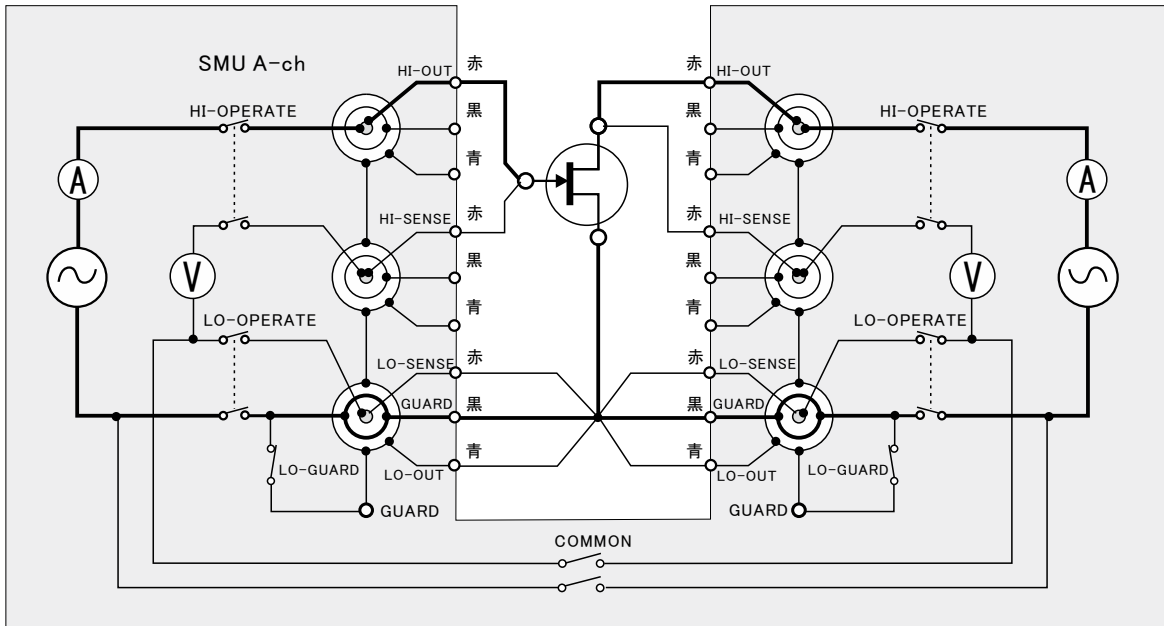 SMU A-ch
HI-OUT
赤
赤
HI-OUT
HI-OPERATE
黒
黒
HI-OPERATE
青
青
A
A
HI-SENSE
赤
赤
HI-SENSE
V
黒
黒
V
青
青
LO-OPERATE
LO-OPERATE
LO-SENSE
赤
赤
LO-SENSE
GUARD
黒
黒
GUARD
LO-GUARD
LO-OUT
青
青
LO-OUT
LO-GUARD
GUARD
GUARD
COMMON